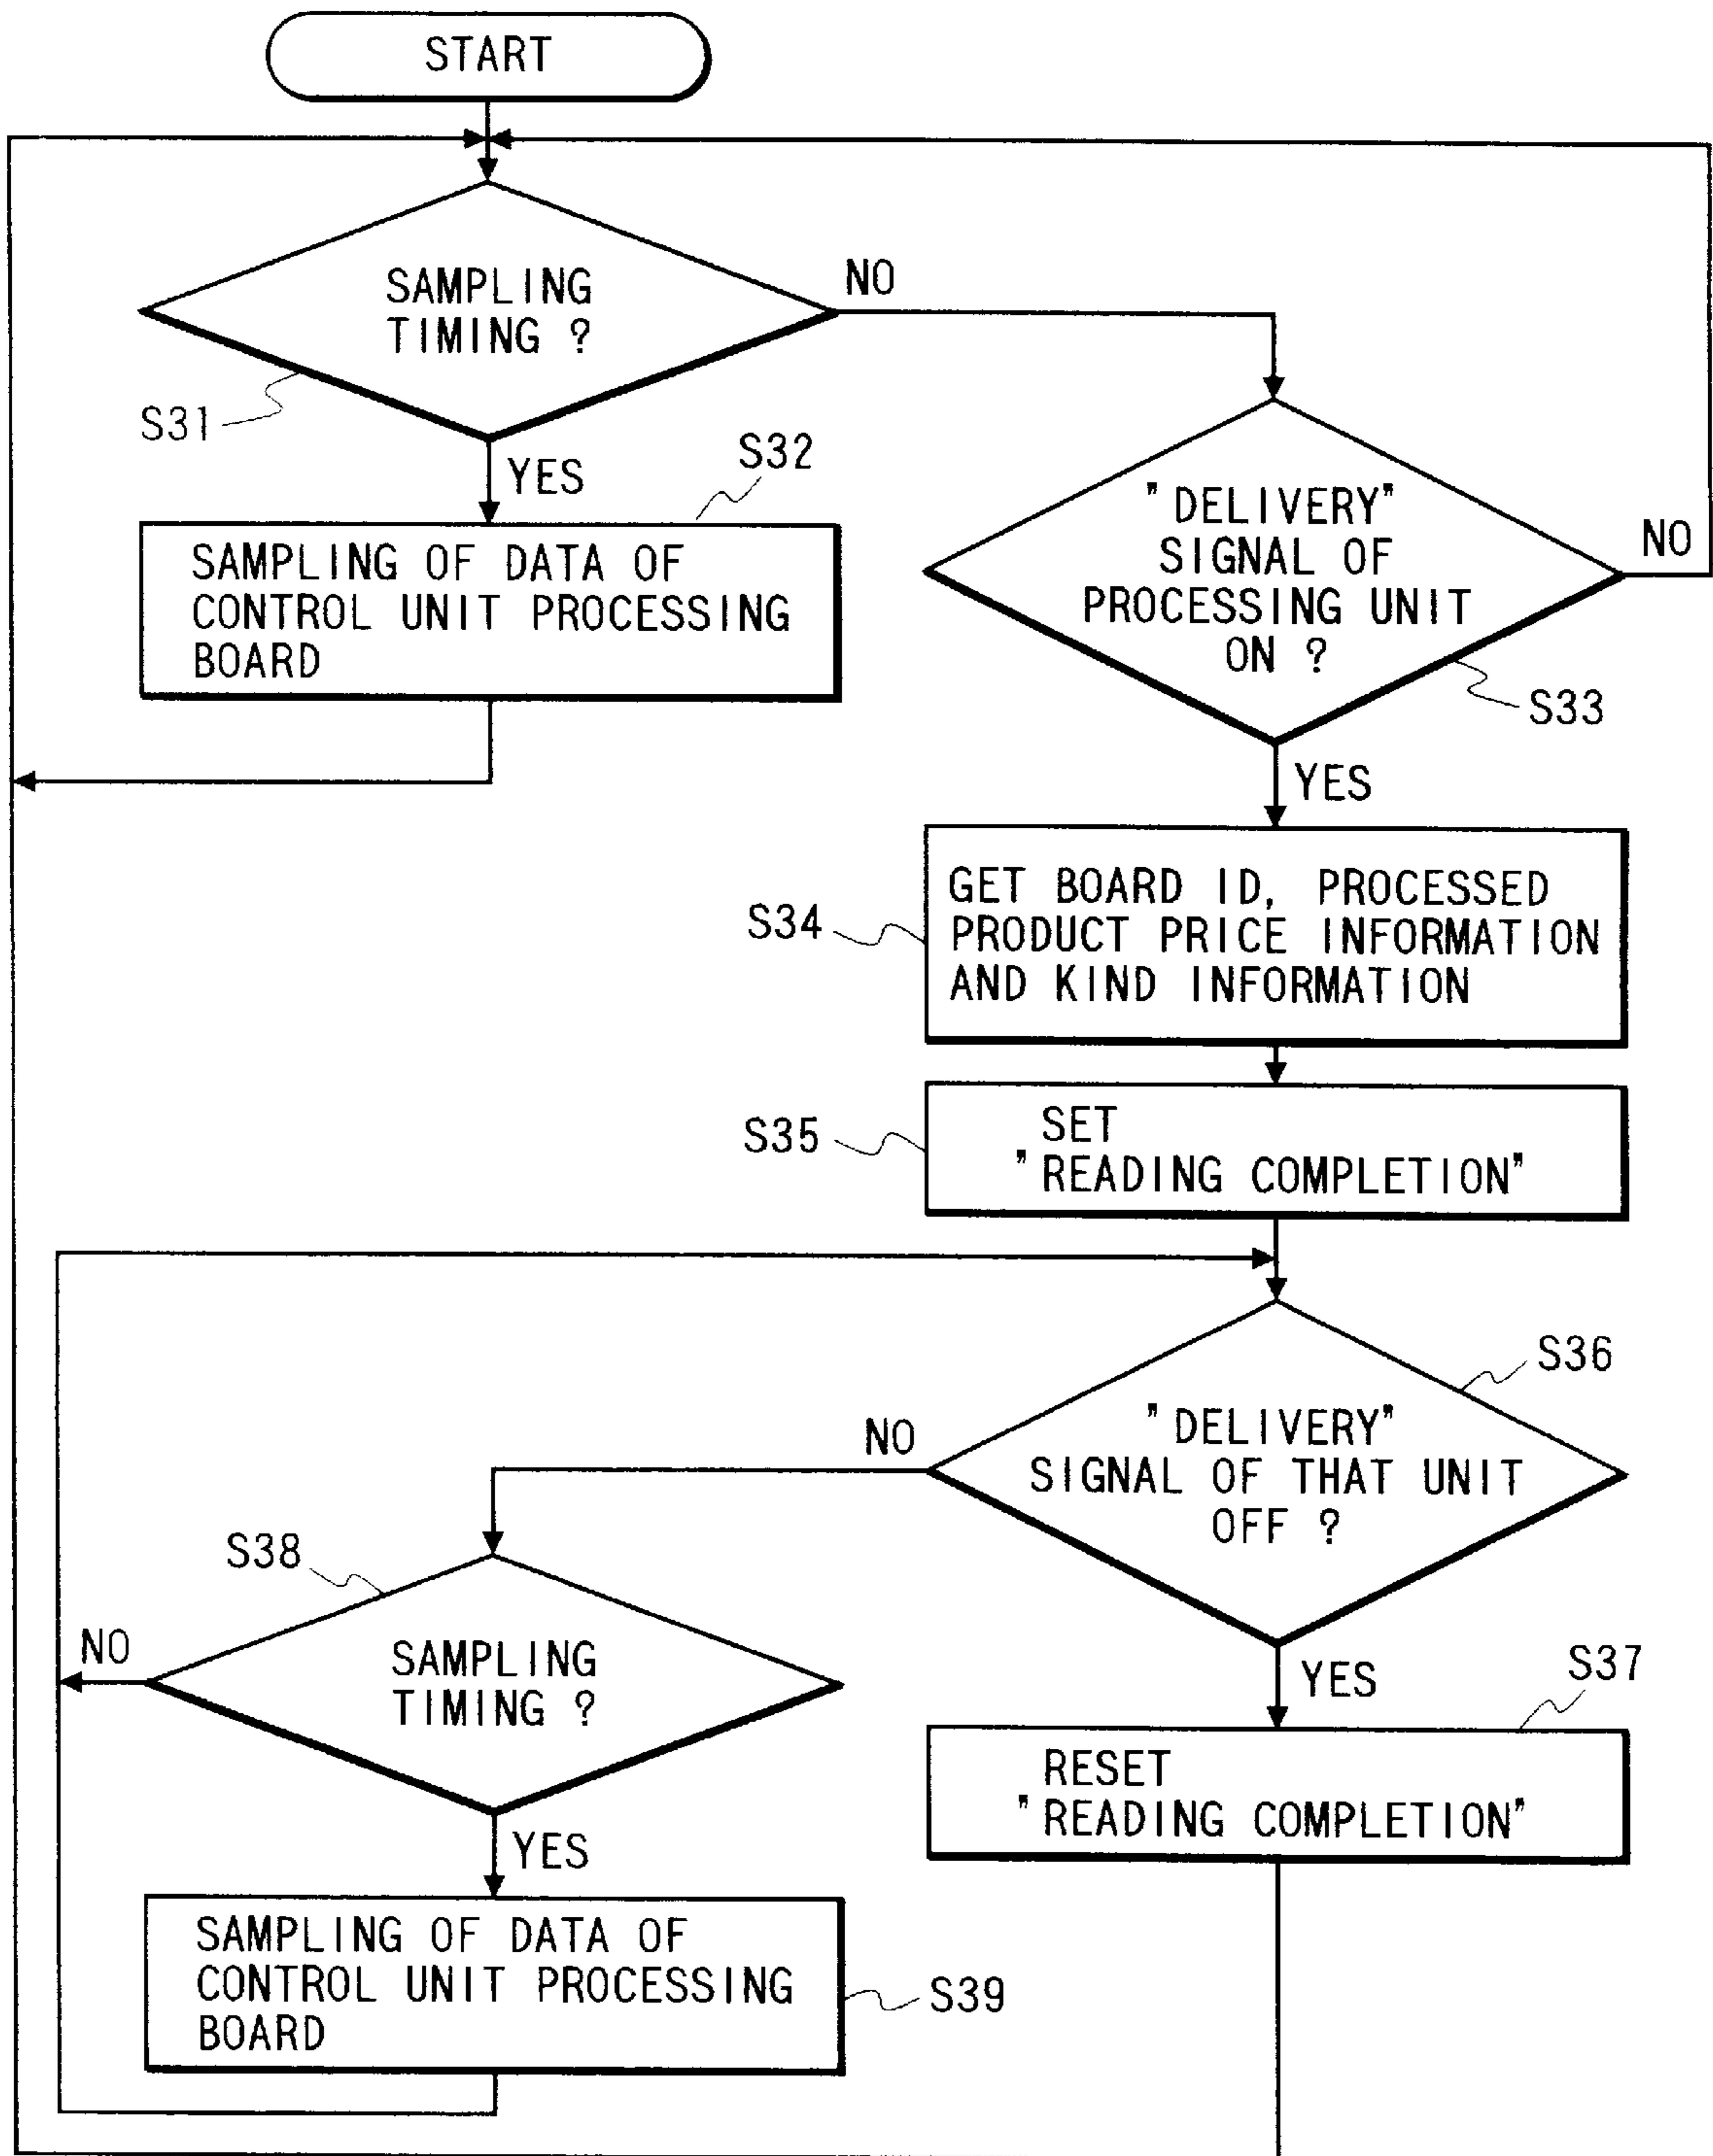 START
SAMPLING
TIMING ?
NO
S31
YES
S32
SAMPLING OF DATA OF
CONTROL UNIT PROCESSING
BOARD
"DELIVERY"
SIGNAL OF
PROCESSING UNIT
ON ?
NO
S33
YES
S34
GET BOARD ID, PROCESSED
PRODUCT PRICE INFORMATION
AND KIND INFORMATION
S35
SET
"READING COMPLETION"
S36
"DELIVERY"
SIGNAL OF THAT UNIT
OFF ?
NO
YES
S37
RESET
"READING COMPLETION"
S38
SAMPLING
TIMING ?
NO
YES
SAMPLING OF DATA OF
CONTROL UNIT PROCESSING
BOARD
S39